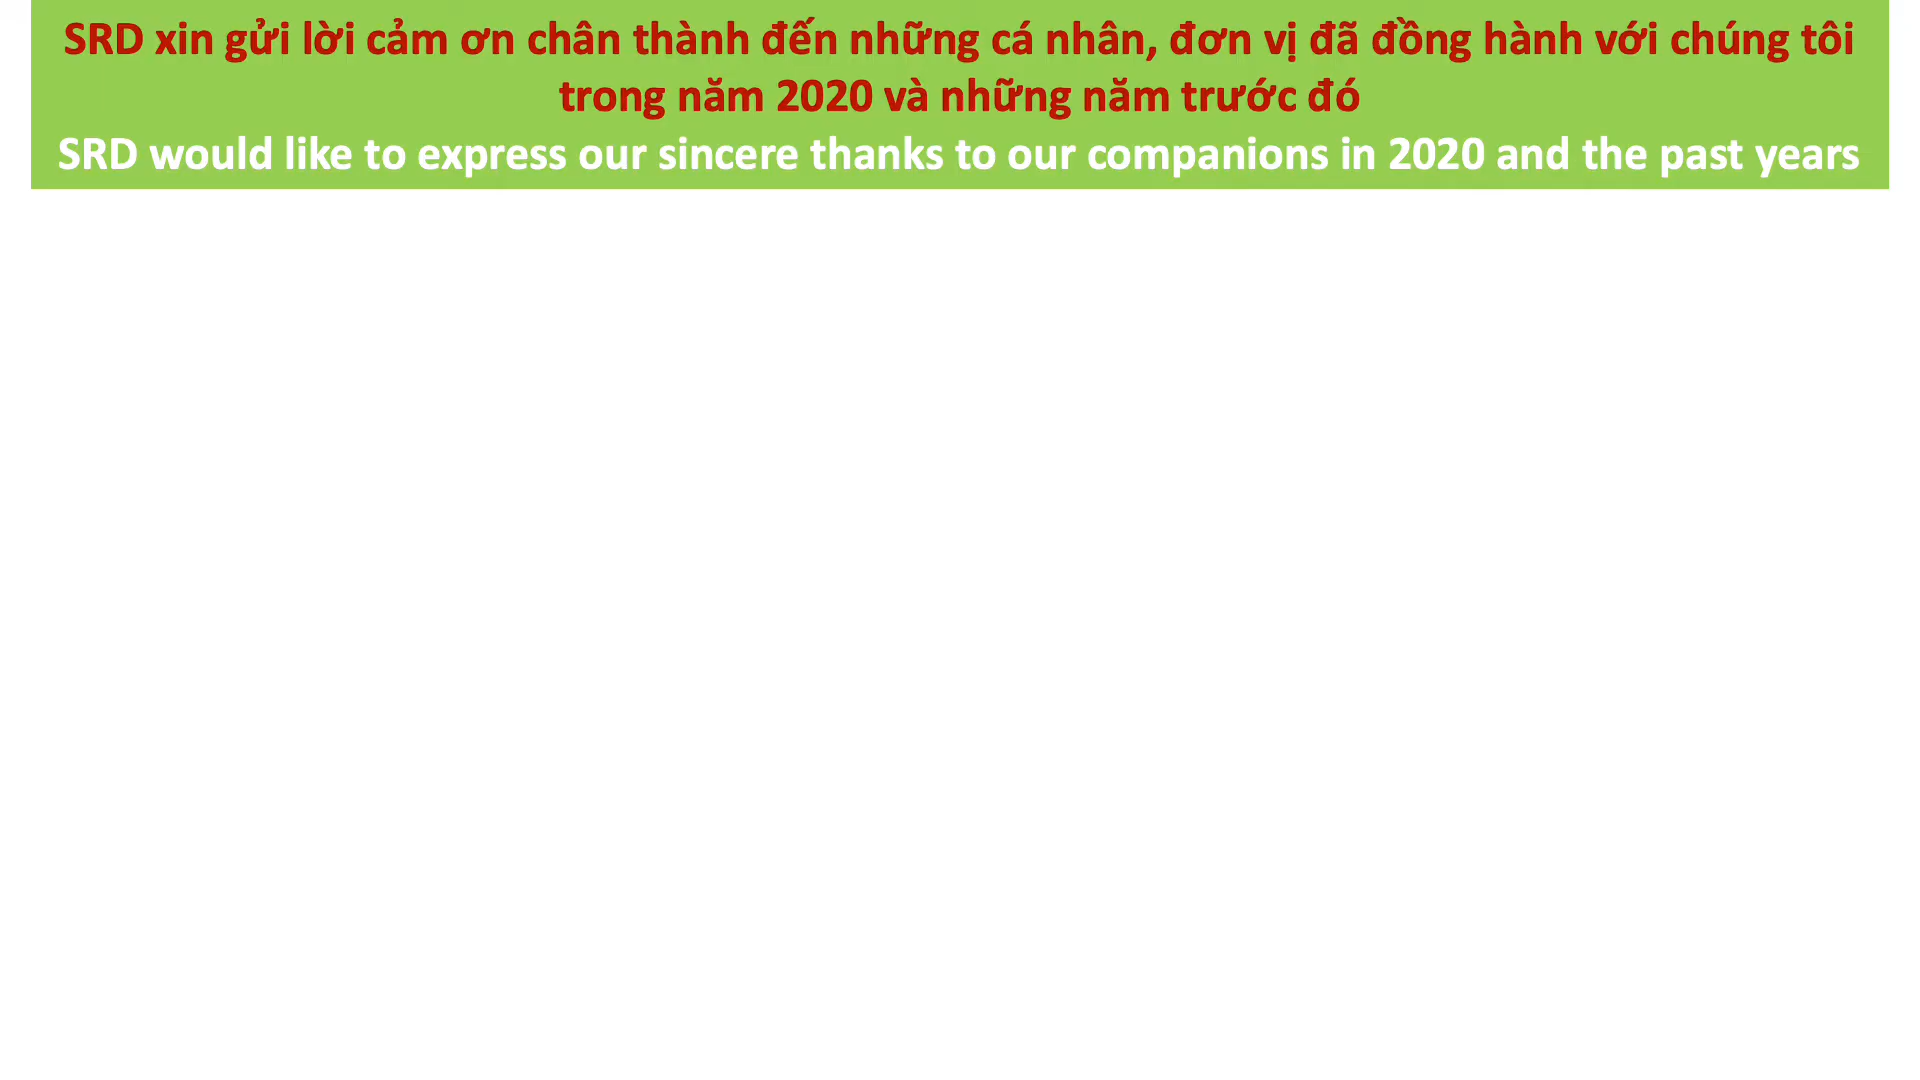 SRD xin gửi lời cảm ơn chân thành đến những cá nhân, đơn vị đã đồng hành với chúng tôi
trong năm 2020 và những năm trước đó
SRD would like to express our sincere thanks to our companions in 2020 and the past years